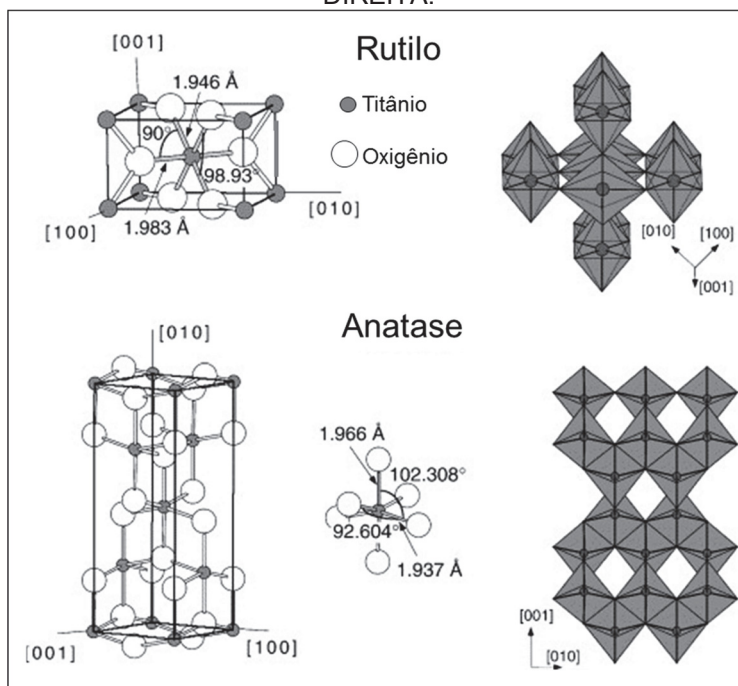 DIREITA.
Rutilo
[001]
1.946 Å
90°
98.93°
[010]
[100]
1.983 Å
Titânio
Oxigênio
[010]
[100]
[001]
Anatase
[010]
[001]
[100]
1.966 Å
102.308°
92.604°
1.937 Å
[001]
[010]